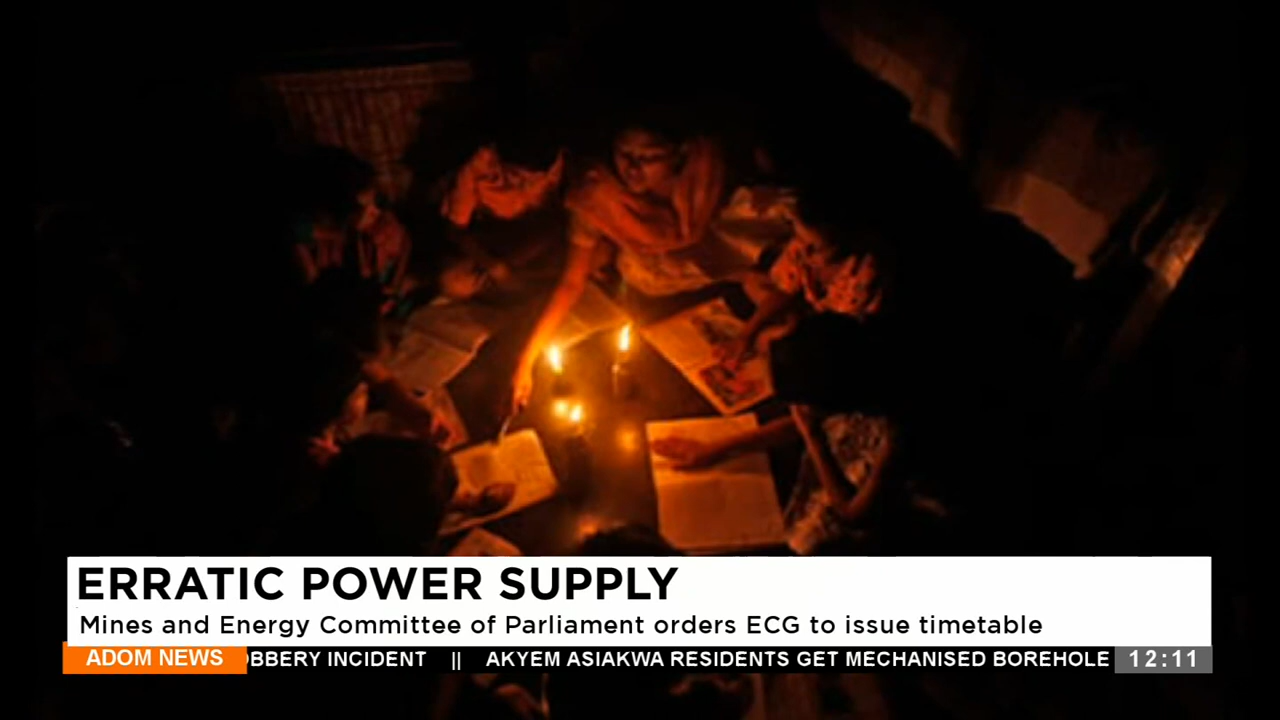 ERRATIC POWER SUPPLY
Mines and Energy Committee of Parliament orders ECG to issue timetable
ADOM NEWS OBBERY INCIDENT || AKYEM ASIAKWA RESIDENTS GET MECHANISED BOREHOLE 12:11